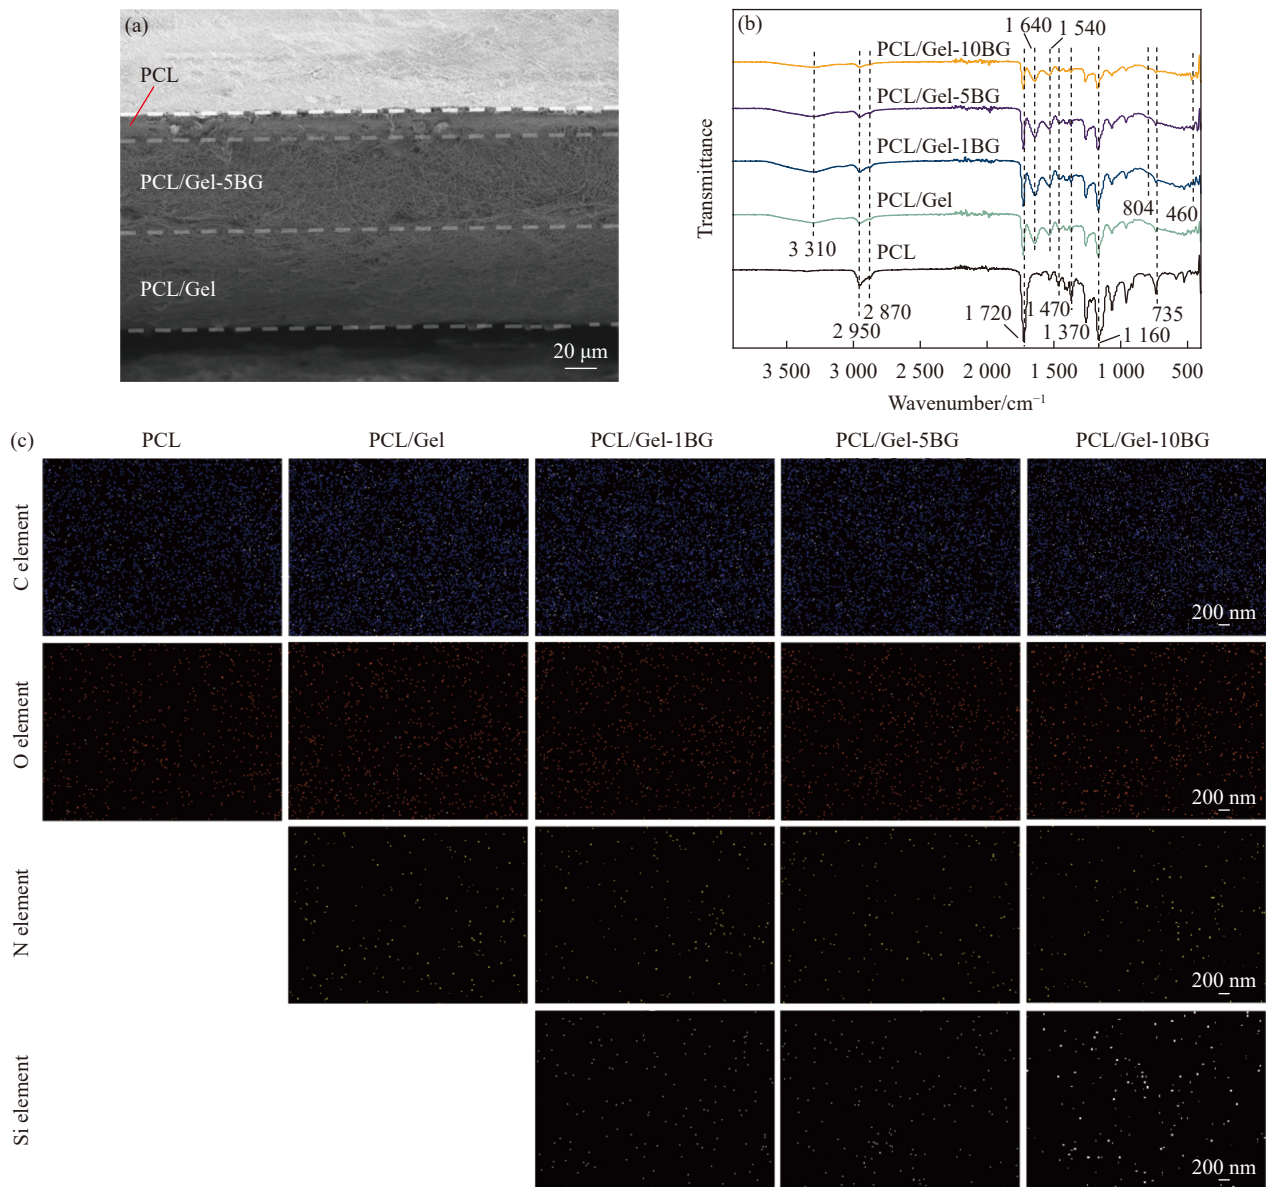 (a)
PCL
PCL/Gel-5BG
PCL/Gel
20 μm
(b)
1 640
1 540
PCL/Gel-10BG
PCL/Gel-5BG
PCL/Gel-1BG
PCL/Gel
PCL
804
460
3 310
2 870
2 950
1 720
1 470
1 370
735
1 160
Transmittance
3 500
3 000
2 500
2 000
1 500
1 000
500
Wavenumber/cm⁻¹
(c)
PCL
PCL/Gel
PCL/Gel-1BG
PCL/Gel-5BG
PCL/Gel-10BG
C element
200 nm
O element
200 nm
N element
200 nm
Si element
200 nm